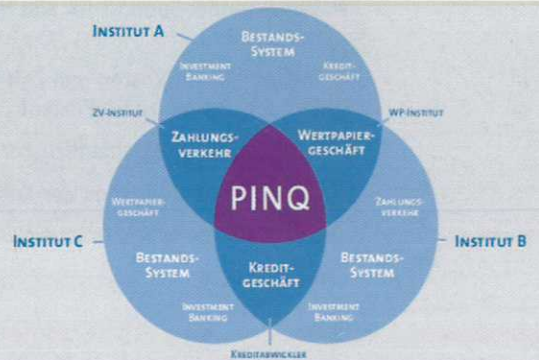 INSTITUT A
BESTANDS-
SYSTEM
INVESTMENT
BANKING
KREDIT-
GESCHÄFT
ZV-INSTITUT
WP-INSTITUT
ZAHLUNGS-
VERKEHR
WERTPAPIER-
GESCHÄFT
PINQ
WERTPAPIER-
GESCHÄFT
ZAHLUNGS-
VERKEHR
INSTITUT C
INSTITUT B
BESTANDS-
SYSTEM
KREDIT-
GESCHÄFT
BESTANDS-
SYSTEM
INVESTMENT
BANKING
INVESTMENT
BANKING
KREDITABWICKLER